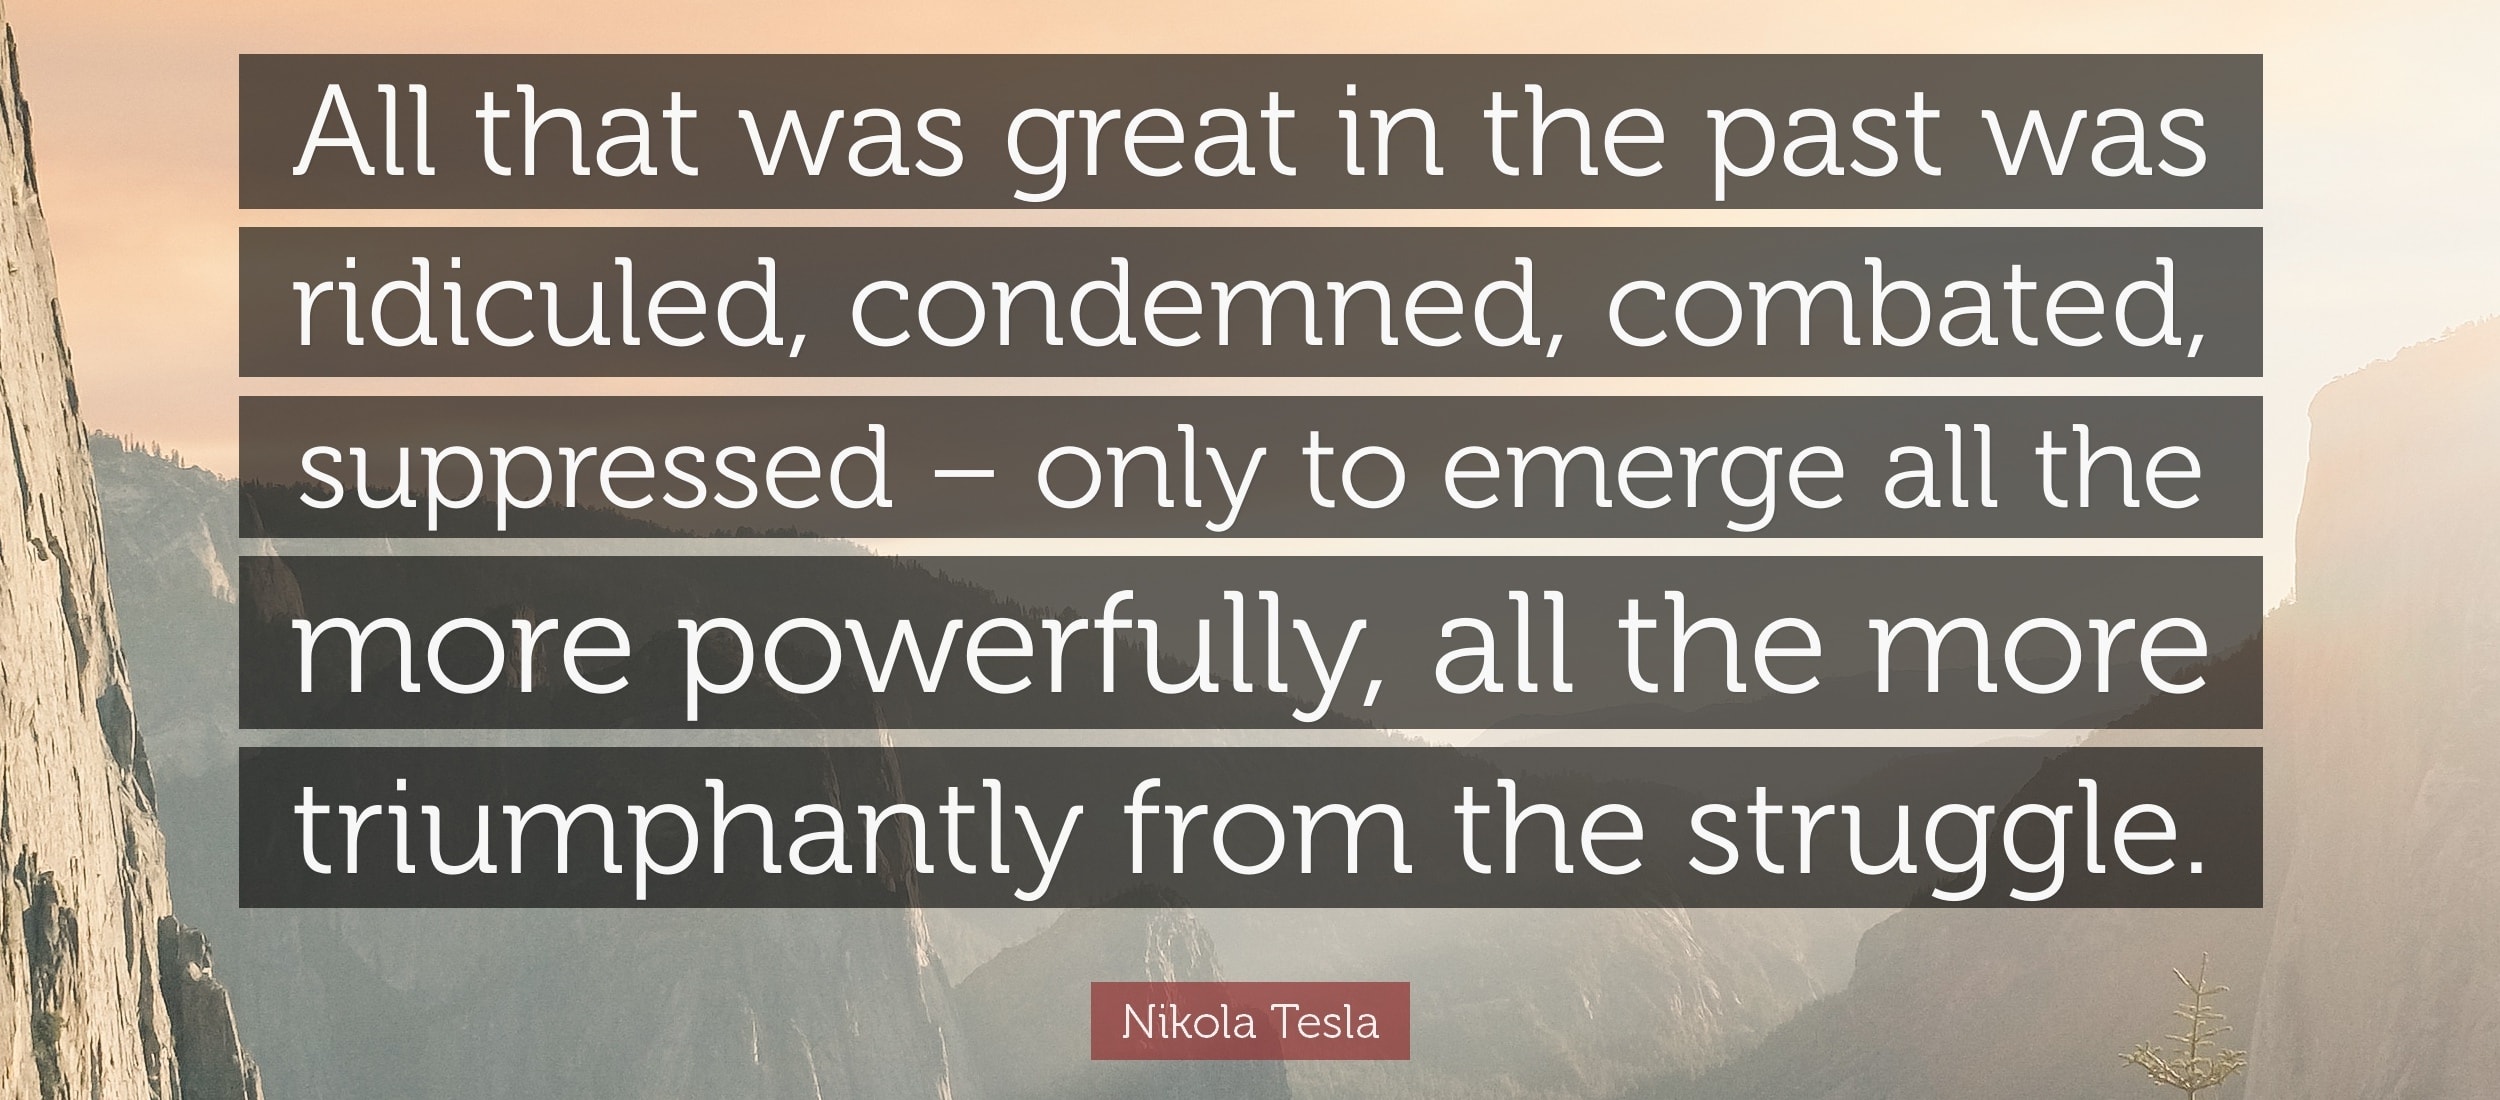 All that was great in the past was
ridiculed, condemned, combated,
suppressed – only to emerge all the
more powerfully, all the more
triumphantly from the struggle.
Nikola Tesla